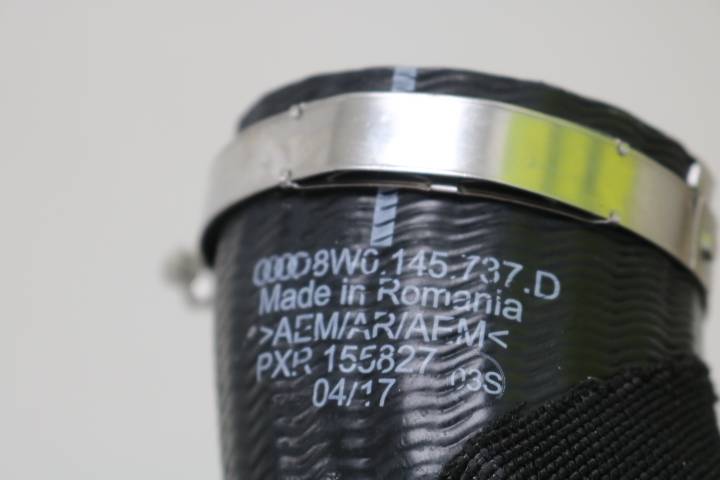 8W0.145.737.D
Made in Romania
>AEM/AR/AEM<
PXR 155827
03S
04/17